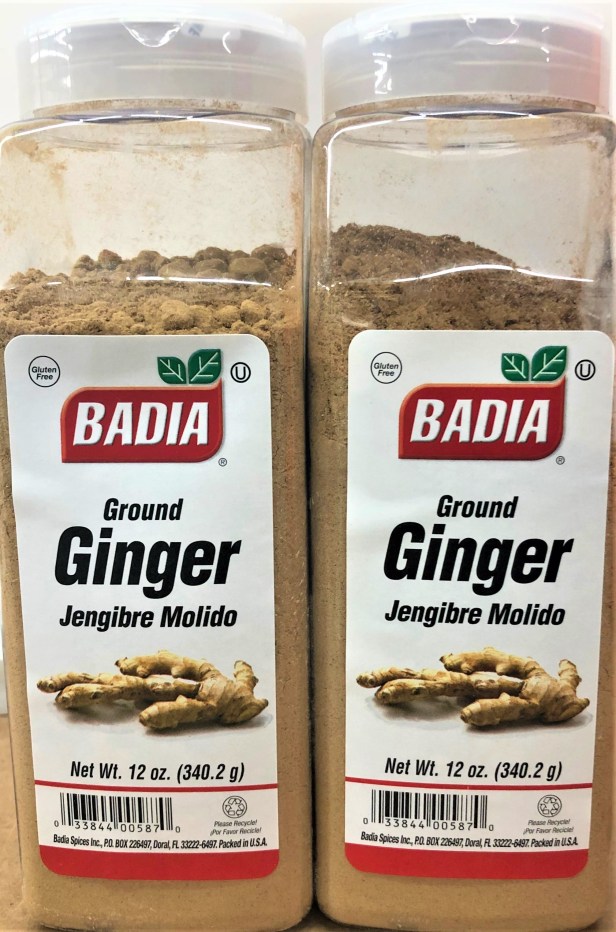 Gluten
Free
U
BADIA
®
Ground
Ginger
Jengibre Molido
Net Wt. 12 oz. (340.2 g)
0 33844 00587 0
Please Recycle!
¡Por Favor Recicle!
Badia Spices Inc., P.O. BOX 226497, Doral, FL 33222-6497. Packed in U.S.A.
Gluten
Free
U
BADIA
®
Ground
Ginger
Jengibre Molido
Net Wt. 12 oz. (340.2 g)
0 33844 00587 0
Please Recycle!
¡Por Favor Recicle!
Badia Spices Inc., P.O. BOX 226497, Doral, FL 33222-6497. Packed in U.S.A.